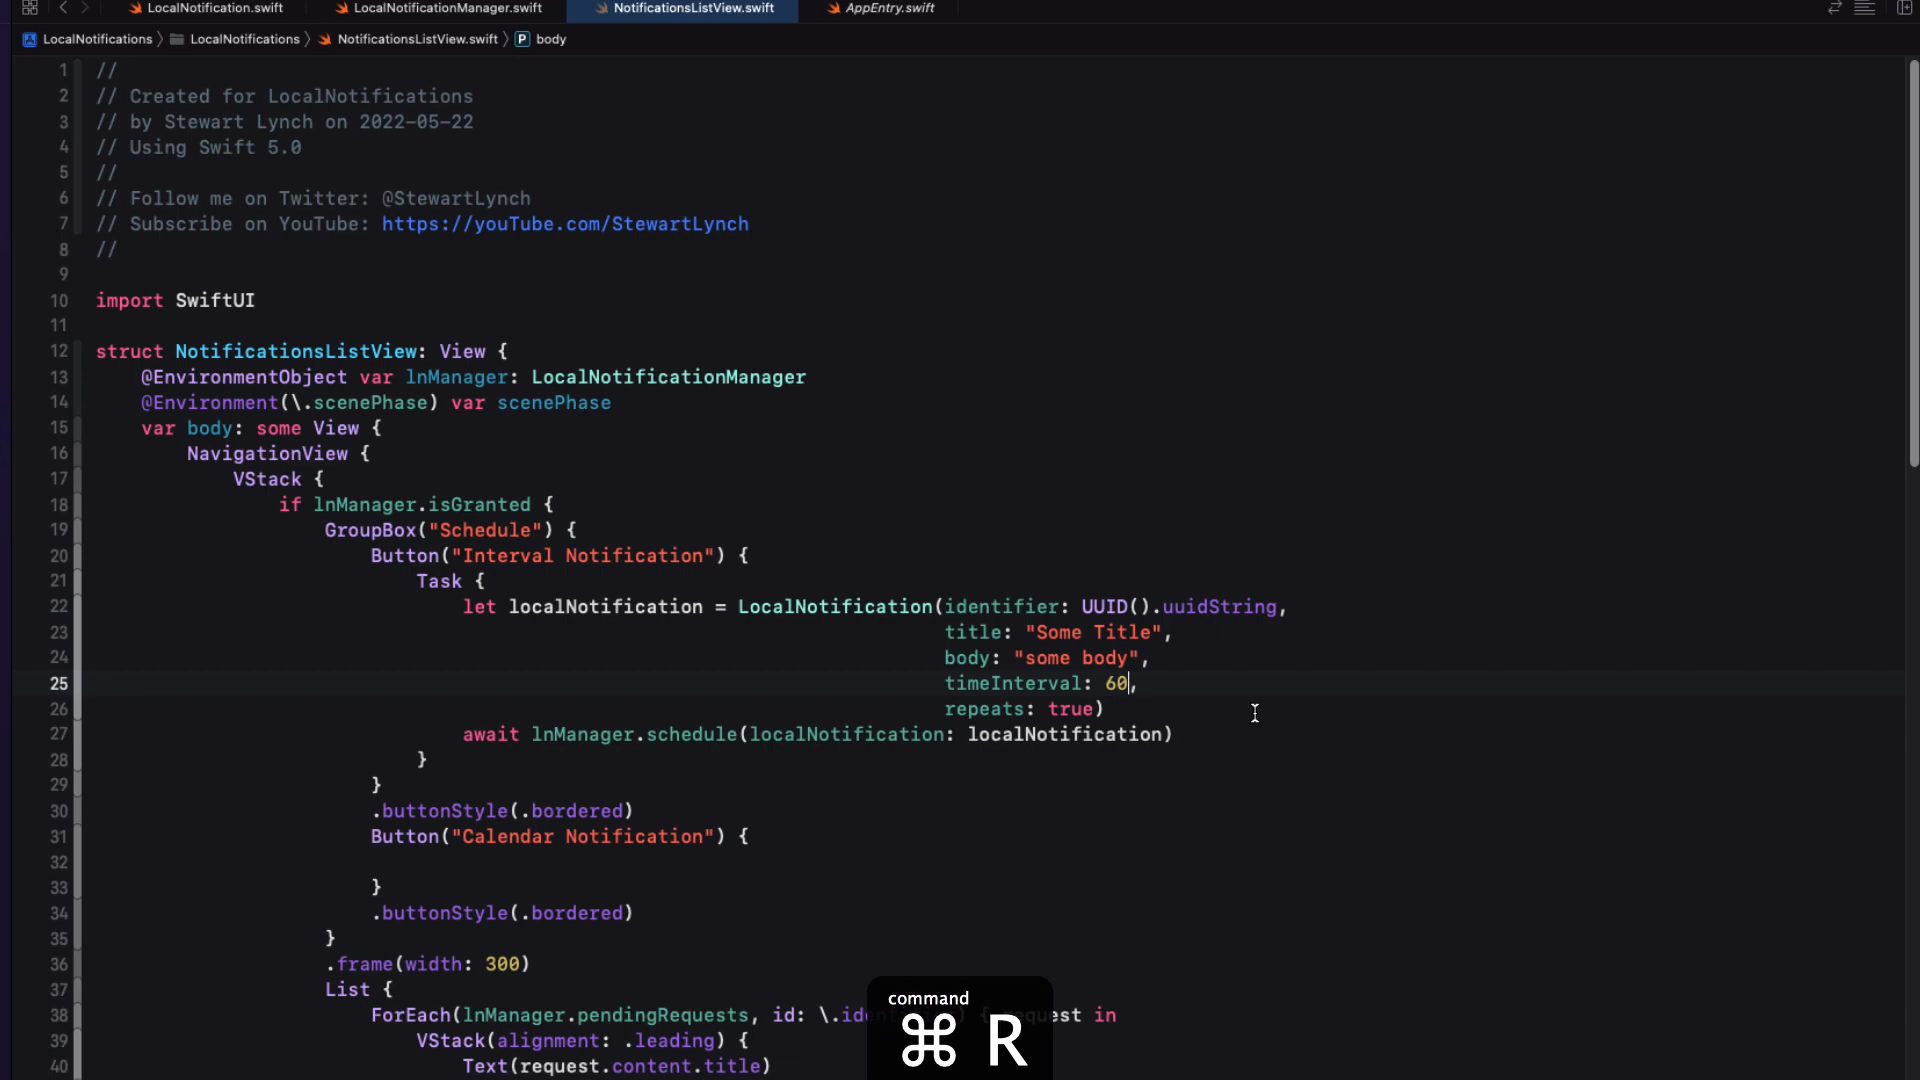 LocalNotification.swift LocalNotificationManager.swift NotificationsListView.swift AppEntry.swift
LocalNotifications LocalNotifications NotificationsListView.swift P body
1 //
2 // Created for LocalNotifications
3 // by Stewart Lynch on 2022-05-22
4 // Using Swift 5.0
5 //
6 // Follow me on Twitter: @StewartLynch
7 // Subscribe on YouTube: https://youTube.com/StewartLynch
8 //
9
10 import SwiftUI
11
12 struct NotificationsListView: View {
13 @EnvironmentObject var lnManager: LocalNotificationManager
14 @Environment(\.scenePhase) var scenePhase
15 var body: some View {
16 NavigationView {
17 VStack {
18 if lnManager.isGranted {
19 GroupBox("Schedule") {
20 Button("Interval Notification") {
21 Task {
22 let localNotification = LocalNotification(identifier: UUID().uuidString,
23 title: "Some Title",
24 body: "some body",
25 timeInterval: 60,
26 repeats: true)
27 await lnManager.schedule(localNotification: localNotification)
28 }
29 }
30 .buttonStyle(.bordered)
31 Button("Calendar Notification") {
32
33 }
34 .buttonStyle(.bordered)
35 }
36 .frame(width: 300)
37 List {
38 ForEach(lnManager.pendingRequests, id: \. in
39 VStack(alignment: .leading) {
40 Text(request.content.title)
command
⌘ R